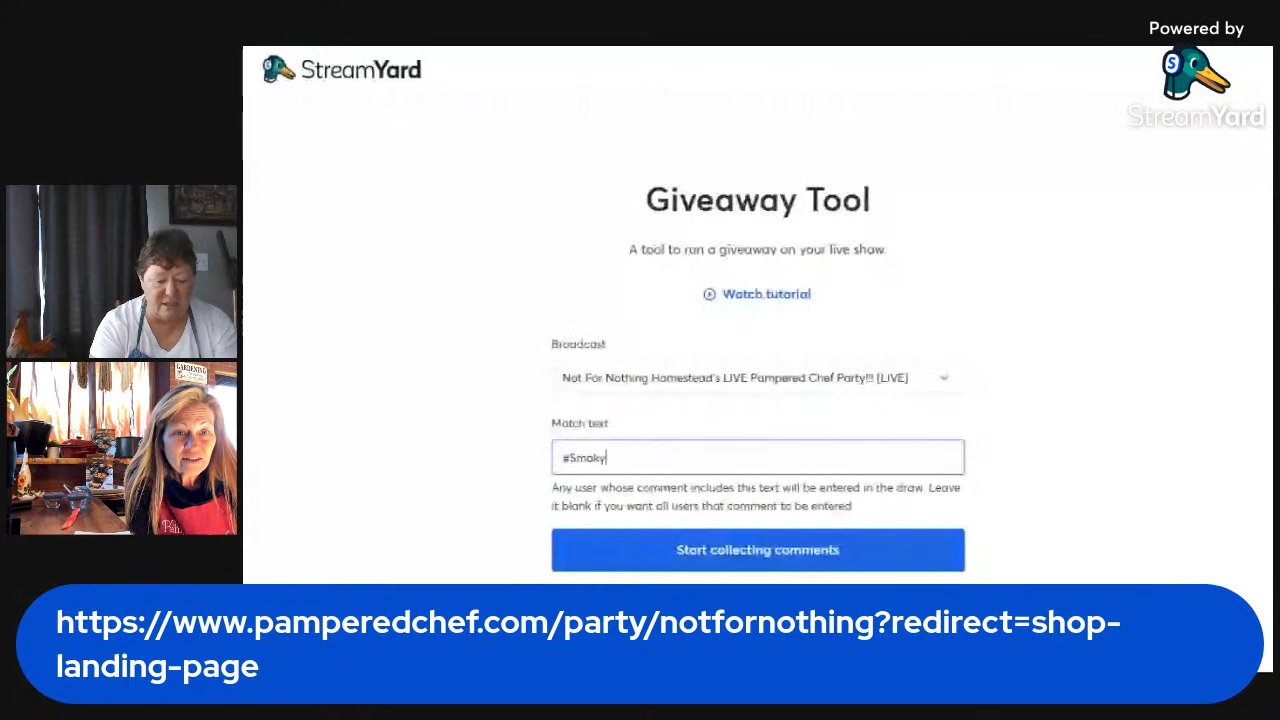 Powered by
StreamYard
StreamYard
Giveaway Tool
A tool to run a giveaway on your live show.
Watch tutorial
Broadcast
Not For Nothing Homestead's LIVE Pampered Chef Party!!! [LIVE]
Match text
#Smoky
Any user whose comment includes this text will be entered in the draw. Leave
it blank if you want all users that comment to be entered
Start collecting comments
GARDENING
https://www.pamperedchef.com/party/notfornothing?redirect=shop-
landing-page